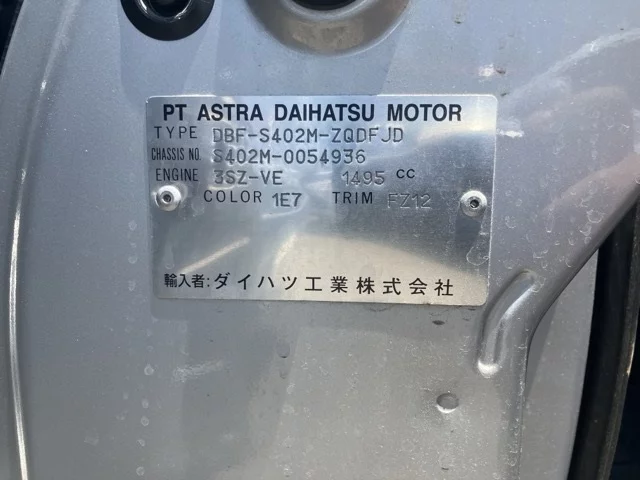 PT ASTRA DAIHATSU MOTOR
TYPE DBF-S402M-ZQDFJD
CHASSIS NO. S402M-0054936
ENGINE 3SZ-VE 1495 CC
COLOR 1E7 TRIM FZ12
輸入者:ダイハツ工業株式会社